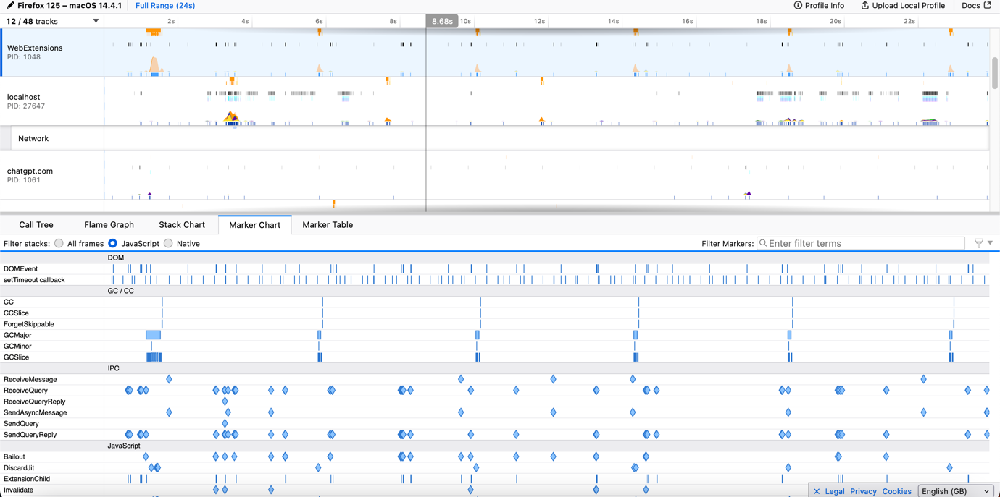 Firefox 125 – macOS 14.4.1 Full Range (24s) Profile Info Upload Local Profile Docs
12 / 48 tracks 2s 4s 6s 8s 8.68s 10s 12s 14s 16s 18s 20s 22s
WebExtensions
PID: 1048
localhost
PID: 27647
Network
chatgpt.com
PID: 1061
Call Tree Flame Graph Stack Chart Marker Chart Marker Table
Filter stacks: All frames JavaScript Native Filter Markers: Enter filter terms
DOM
DOMEvent
setTimeout callback
GC / CC
CC
CCSlice
ForgetSkippable
GCMajor
GCMinor
GCSlice
IPC
ReceiveMessage
ReceiveQuery
ReceiveQueryReply
SendAsyncMessage
SendQuery
SendQueryReply
JavaScript
Bailout
DiscardJit
ExtensionChild
Invalidate
Legal Privacy Cookies English (GB)